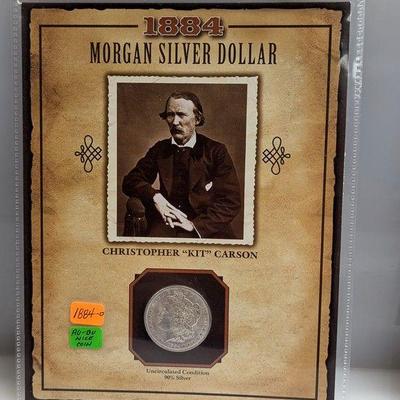 1884
MORGAN SILVER DOLLAR
CHRISTOPHER "KIT" CARSON
1884-O
AU-BU
NICE
COIN
Uncirculated Condition
90% Silver